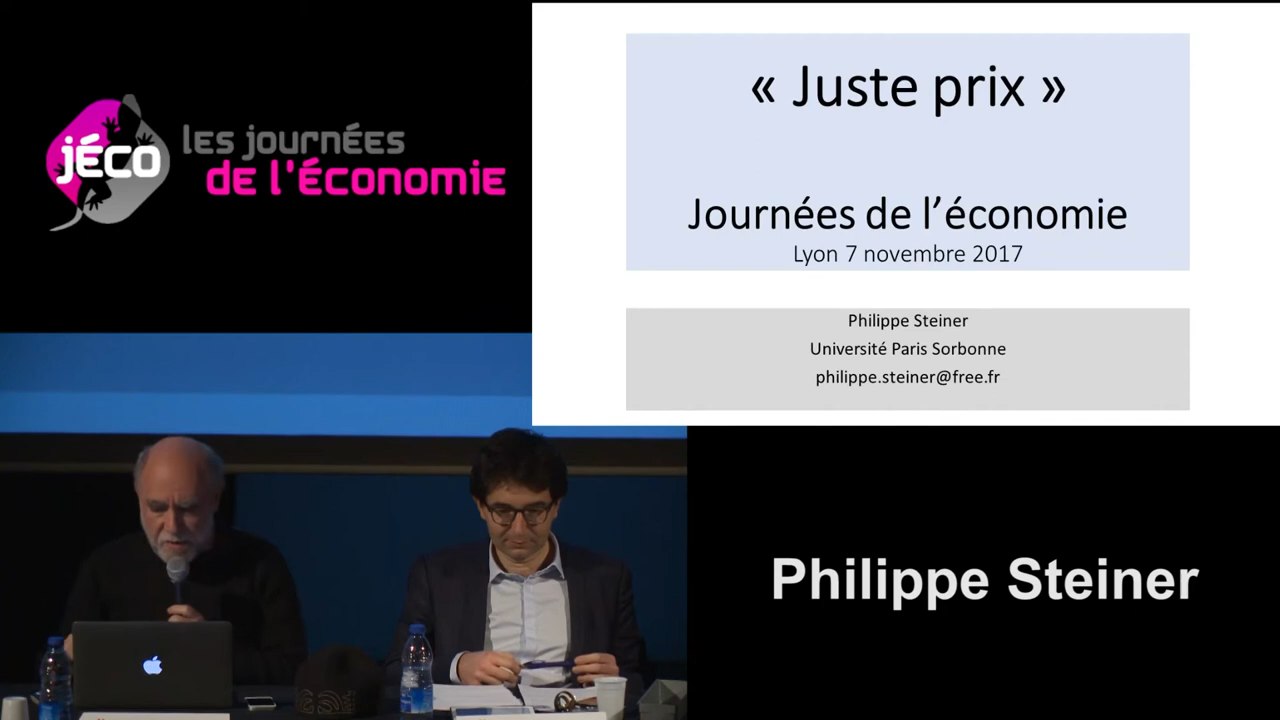 jéco
les journées
de l'économie
« Juste prix »
Journées de l’économie
Lyon 7 novembre 2017
Philippe Steiner
Université Paris Sorbonne
philippe.steiner@free.fr
Philippe Steiner